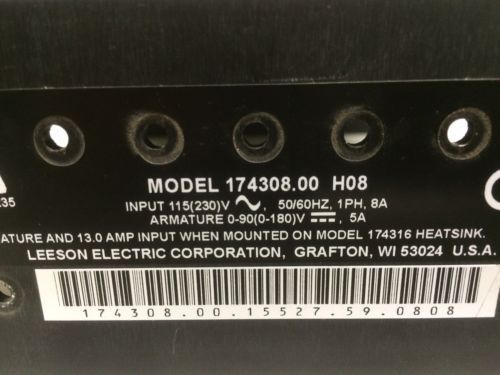 MODEL 174308.00 H08
INPUT 115(230)V ∿, 50/60HZ, 1PH, 8A
235
ARMATURE 0-90(0-180)V ⎓, 5A
ATURE AND 13.0 AMP INPUT WHEN MOUNTED ON MODEL 174316 HEATSINK.
LEESON ELECTRIC CORPORATION, GRAFTON, WI 53024 U.S.A.
174308.00.15527.59.0808